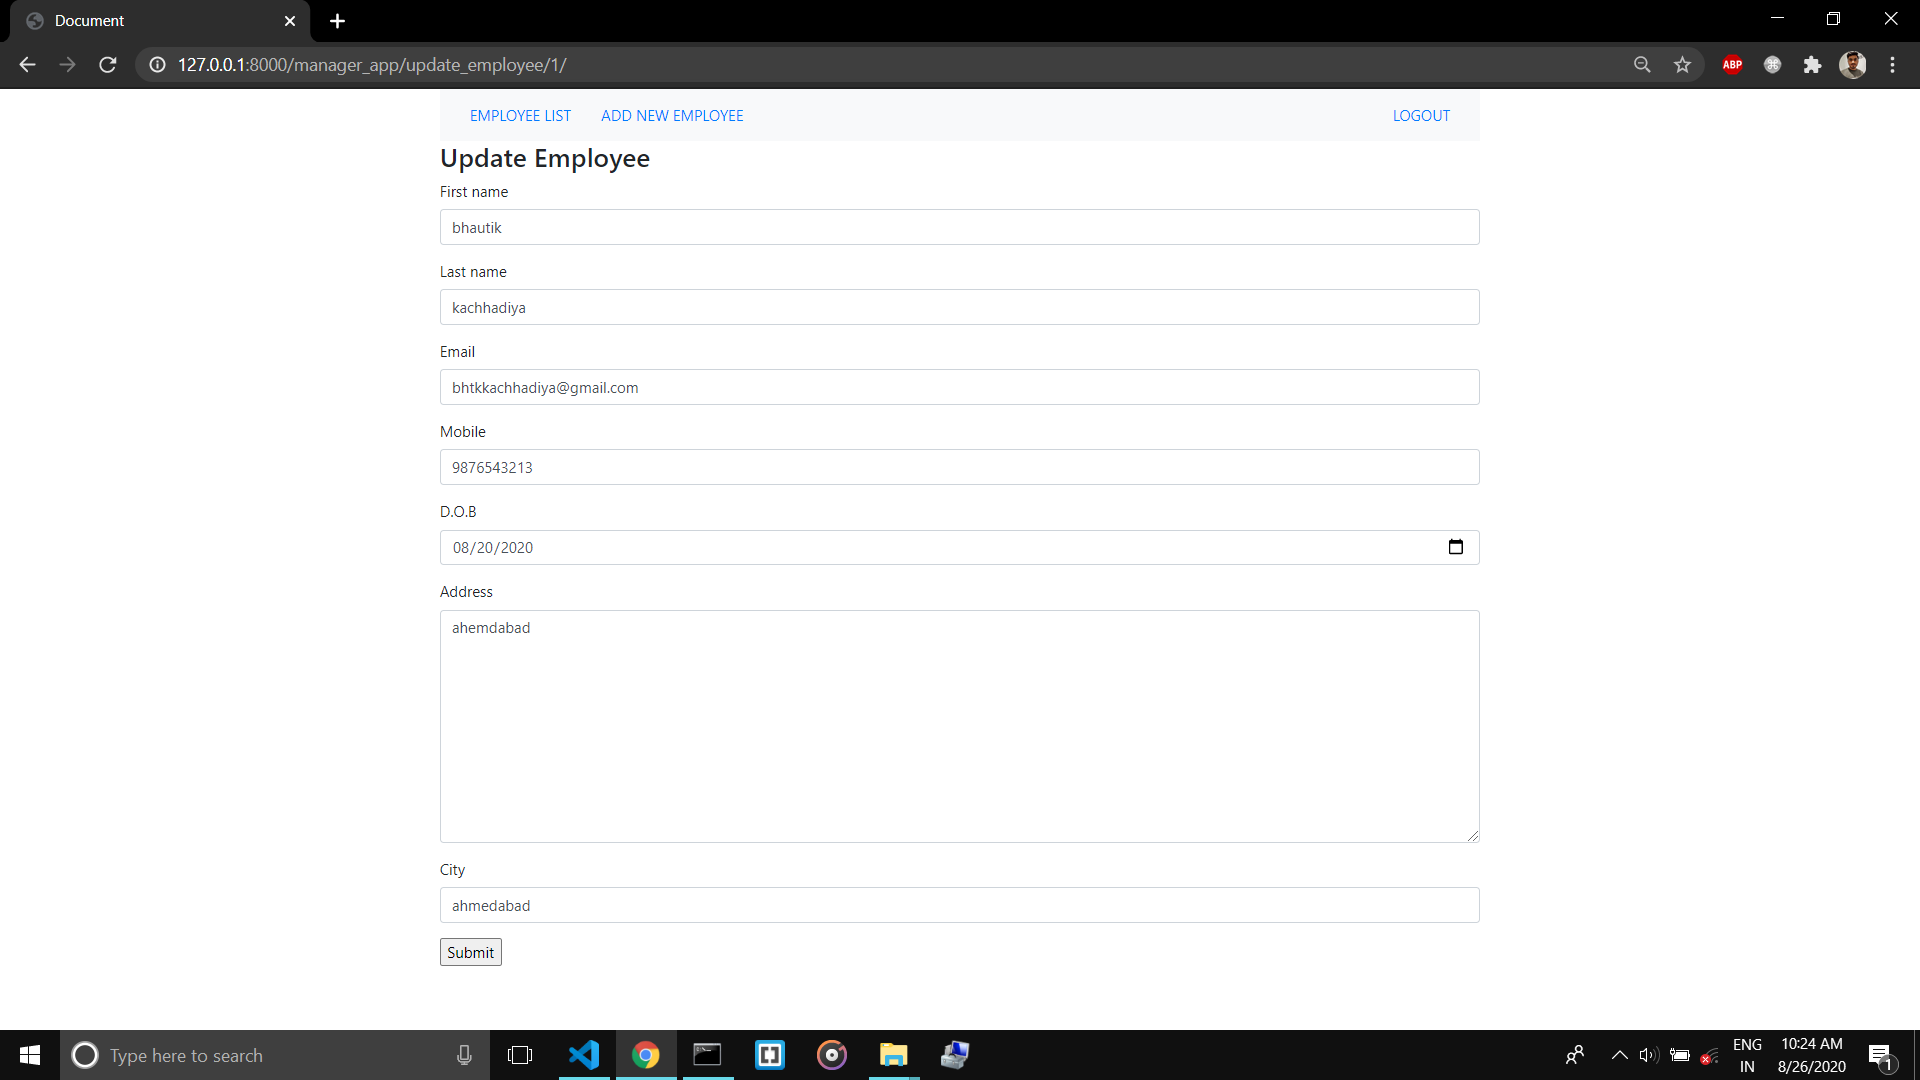 Document
127.0.0.1:8000/manager_app/update_employee/1/
ABP
EMPLOYEE LIST ADD NEW EMPLOYEE LOGOUT
Update Employee
First name
bhautik
Last name
kachhadiya
Email
bhtkkachhadiya@gmail.com
Mobile
9876543213
D.O.B
08/20/2020
Address
ahemdabad
City
ahmedabad
Submit
Type here to search
ENG
IN
10:24 AM
8/26/2020
1